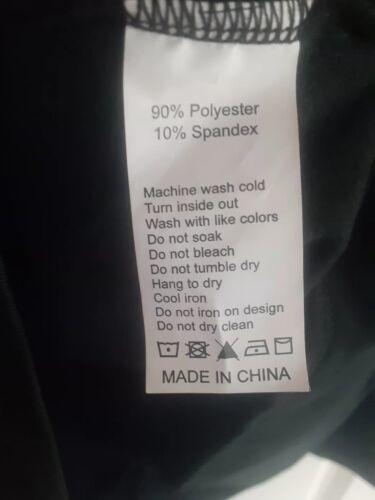 90% Polyester
10% Spandex
Machine wash cold
Turn inside out
Wash with like colors
Do not soak
Do not bleach
Do not tumble dry
Hang to dry
Cool iron
Do not iron on design
Do not dry clean
MADE IN CHINA